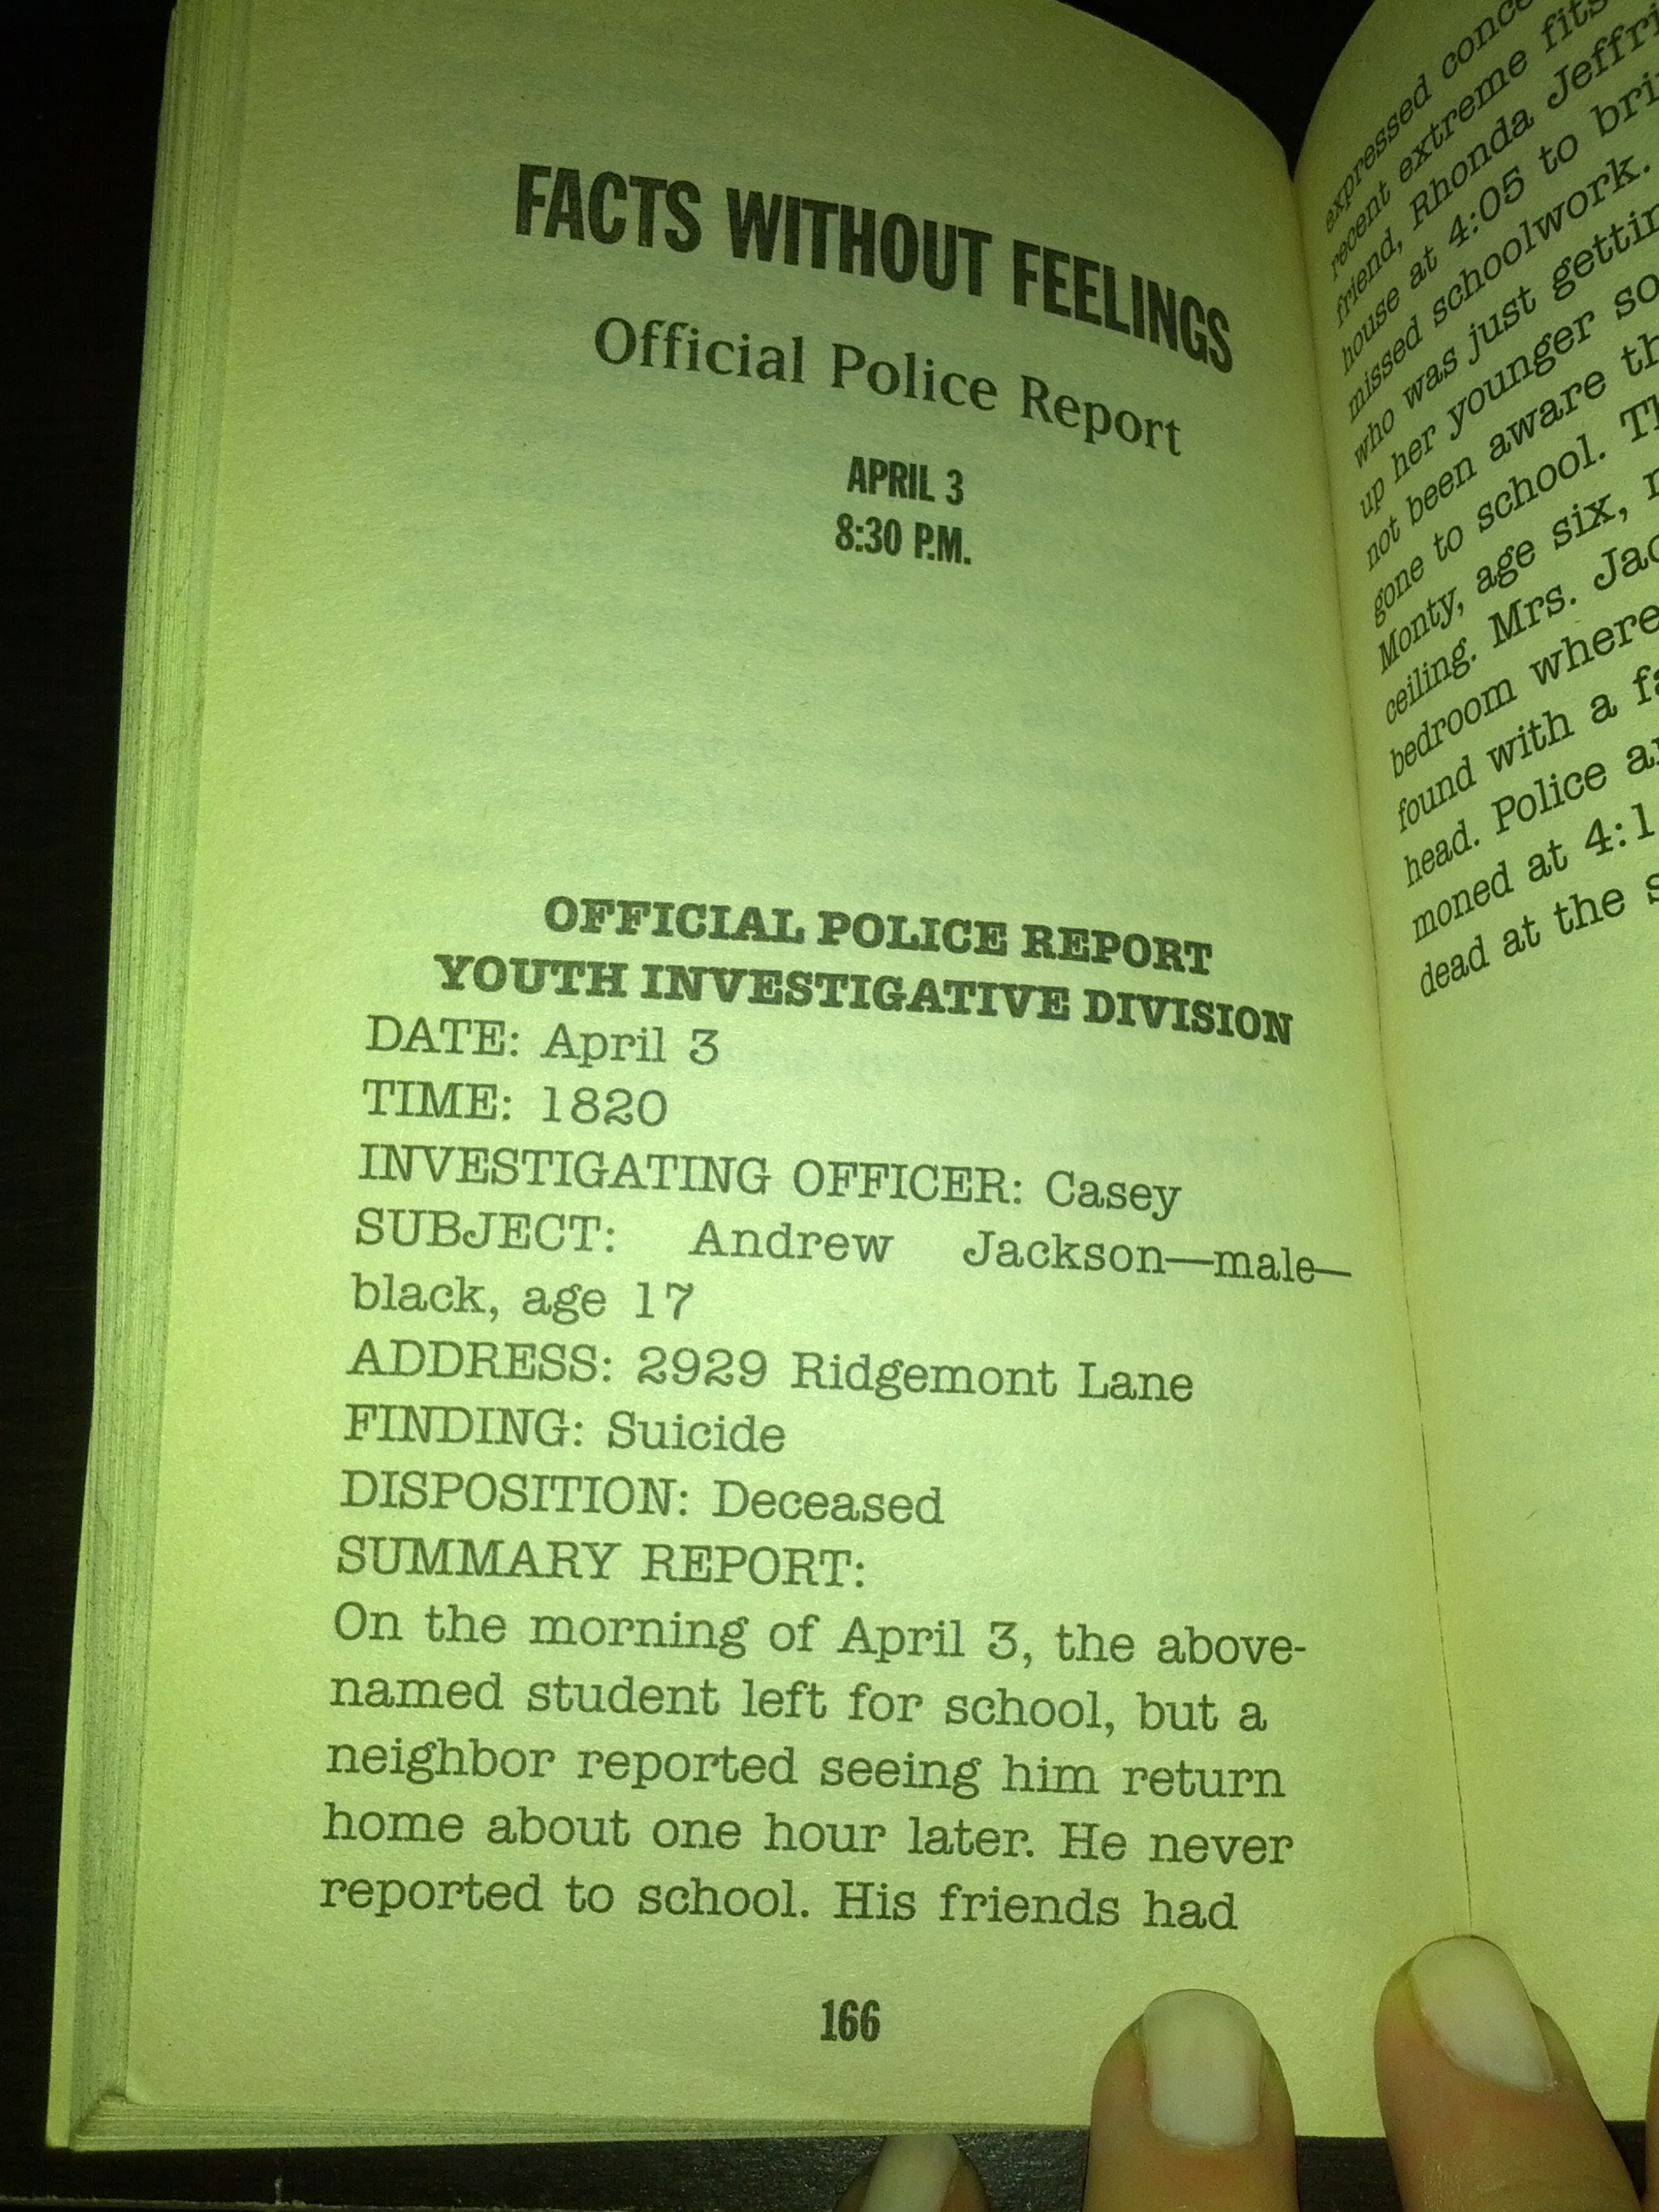 FACTS WITHOUT FEELINGS
Official Police Report
APRIL 3
8:30 P.M.
OFFICIAL POLICE REPORT
YOUTH INVESTIGATIVE DIVISION
DATE: April 3
TIME: 1820
INVESTIGATING OFFICER: Casey
SUBJECT: Andrew Jackson—male—
black, age 17
ADDRESS: 2929 Ridgemont Lane
FINDING: Suicide
DISPOSITION: Deceased
SUMMARY REPORT:
On the morning of April 3, the above-
named student left for school, but a
neighbor reported seeing him return
home about one hour later. He never
reported to school. His friends had
166
expressed
recent extreme fits
friend, Rhonda
house at 4:05 to
missed schoolwork.
who was just
up her younger
not been aware
gone to school.
Monty, age six,
ceiling. Mrs.
bedroom where
found with a
head. Police
moned at
dead at the